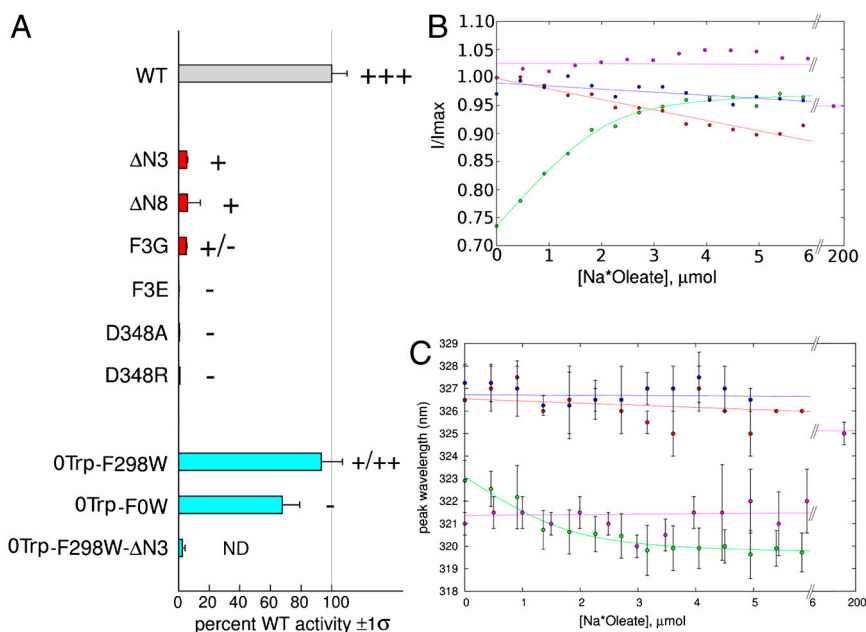 A
WT
+++
ΔN3
+
ΔN8
+
F3G
+/-
F3E
-
D348A
-
D348R
-
0Trp-F298W
+/++
0Trp-F0W
-
0Trp-F298W-ΔN3
ND
0 20 40 60 80 100
percent WT activity ±1σ
B
1.10
1.05
1.00
0.95
0.90
0.85
0.80
0.75
0.70
I/Imax
0 1 2 3 4 5 6 200
[Na*Oleate], μmol
C
329
328
327
326
325
324
323
322
321
320
319
318
peak wavelength (nm)
0 1 2 3 4 5 6 200
[Na*Oleate], μmol